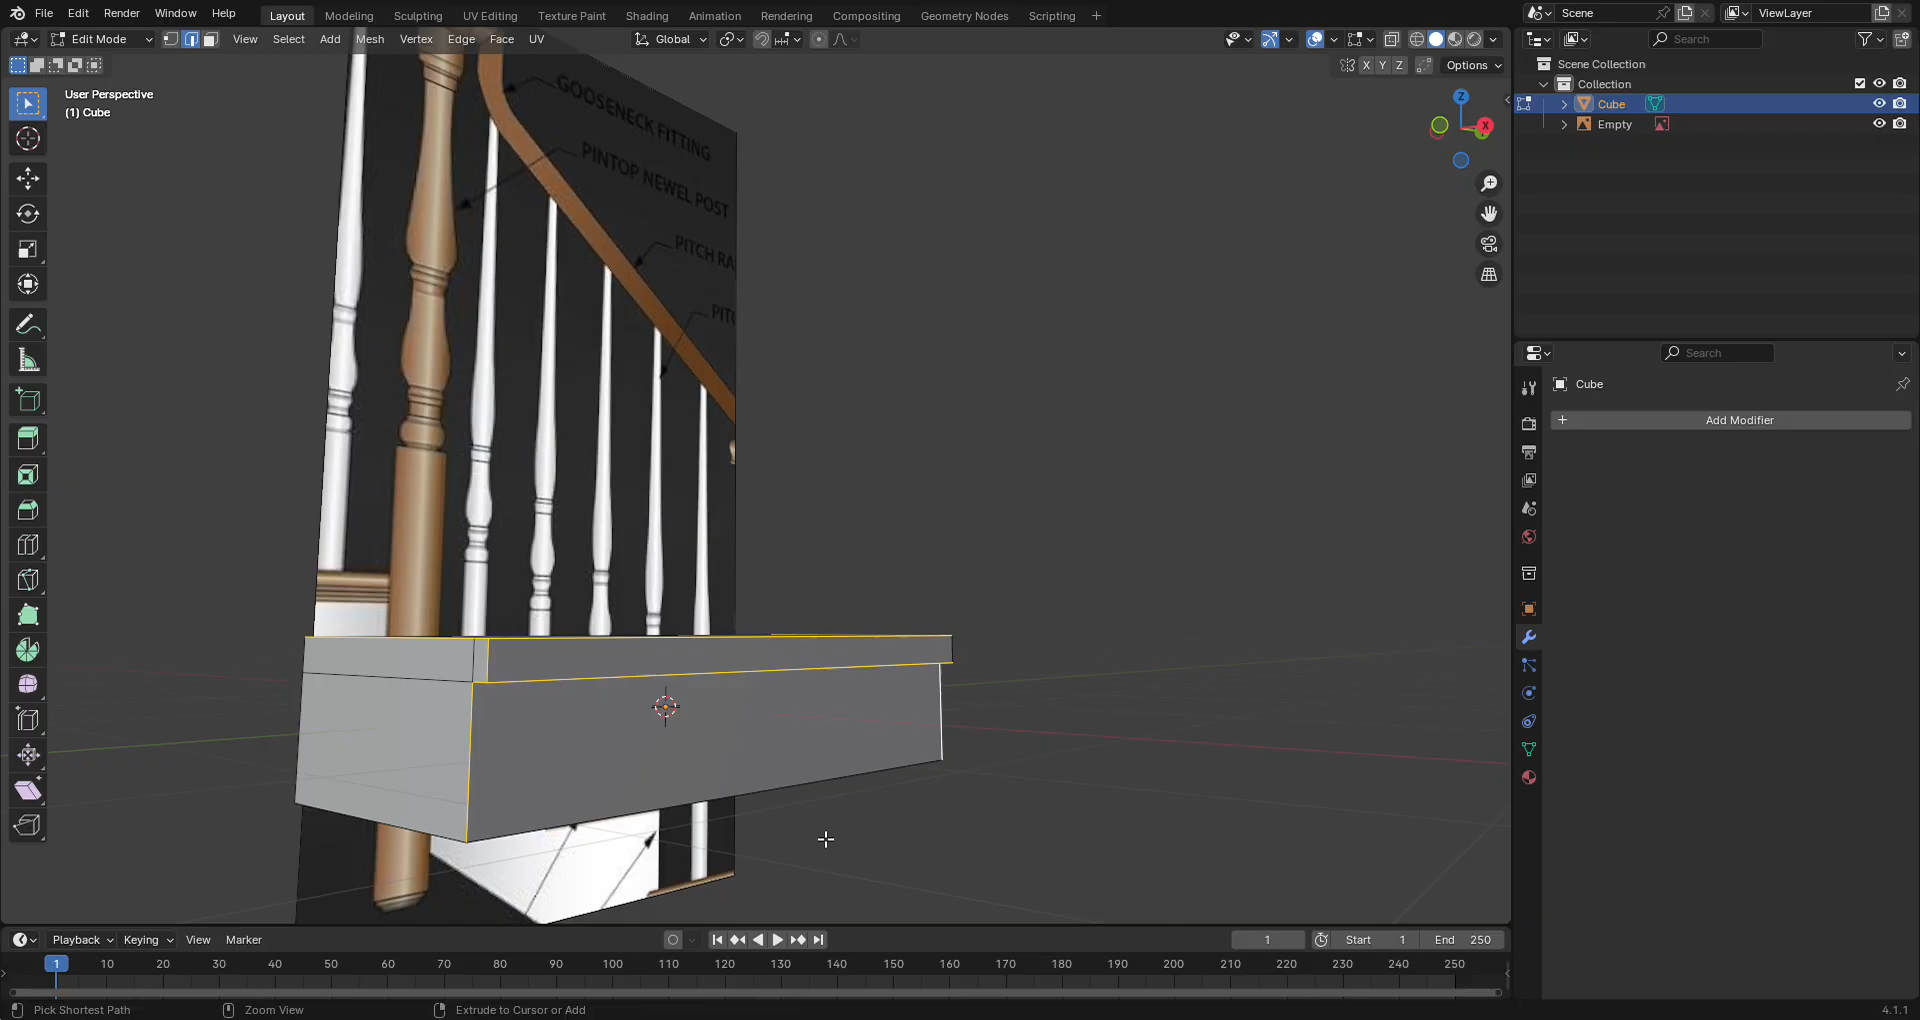 File Edit Render Window Help
Layout Modeling Sculpting UV Editing Texture Paint Shading Animation Rendering Compositing Geometry Nodes Scripting +
Scene
ViewLayer
Edit Mode
View Select Add Mesh Vertex Edge Face UV
Global
Search
X Y Z
Options
Scene Collection
Collection
Cube
Empty
User Perspective
(1) Cube
Z
X
GOOSENECK FITTING
PINTOP NEWEL POST
PITCH RA
PIT
Search
Cube
+ Add Modifier
Playback Keying View Marker
1
Start 1
End 250
1 10 20 30 40 50 60 70 80 90 100 110 120 130 140 150 160 170 180 190 200 210 220 230 240 250
Pick Shortest Path
Zoom View
Extrude to Cursor or Add
4.1.1